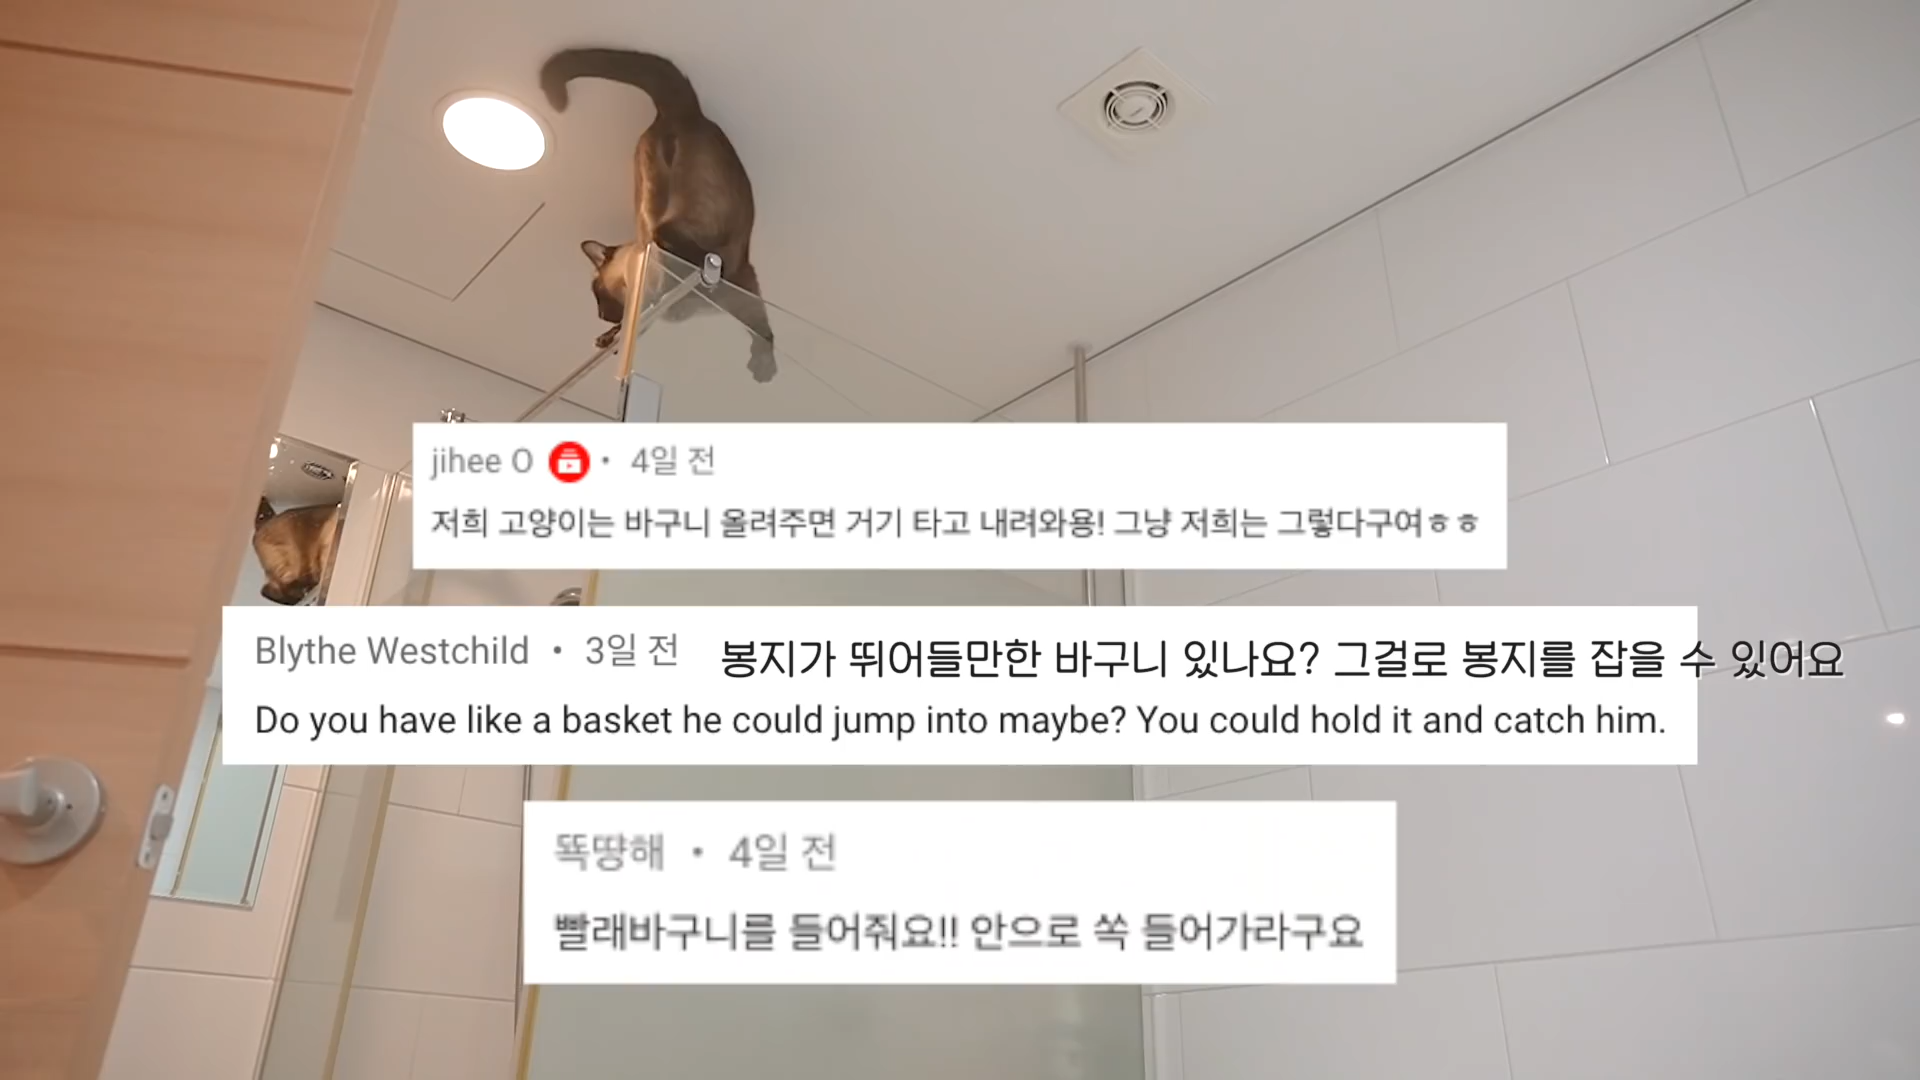 jihee O • 4일 전
저희 고양이는 바구니 올려주면 거기 타고 내려와용! 그냥 저희는 그렇다구여ㅎㅎ
Blythe Westchild • 3일 전
봉지가 뛰어들만한 바구니 있나요? 그걸로 봉지를 잡을 수 있어요
Do you have like a basket he could jump into maybe? You could hold it and catch him.
뚁땽해 • 4일 전
빨래바구니를 들어줘요!! 안으로 쏙 들어가라구요